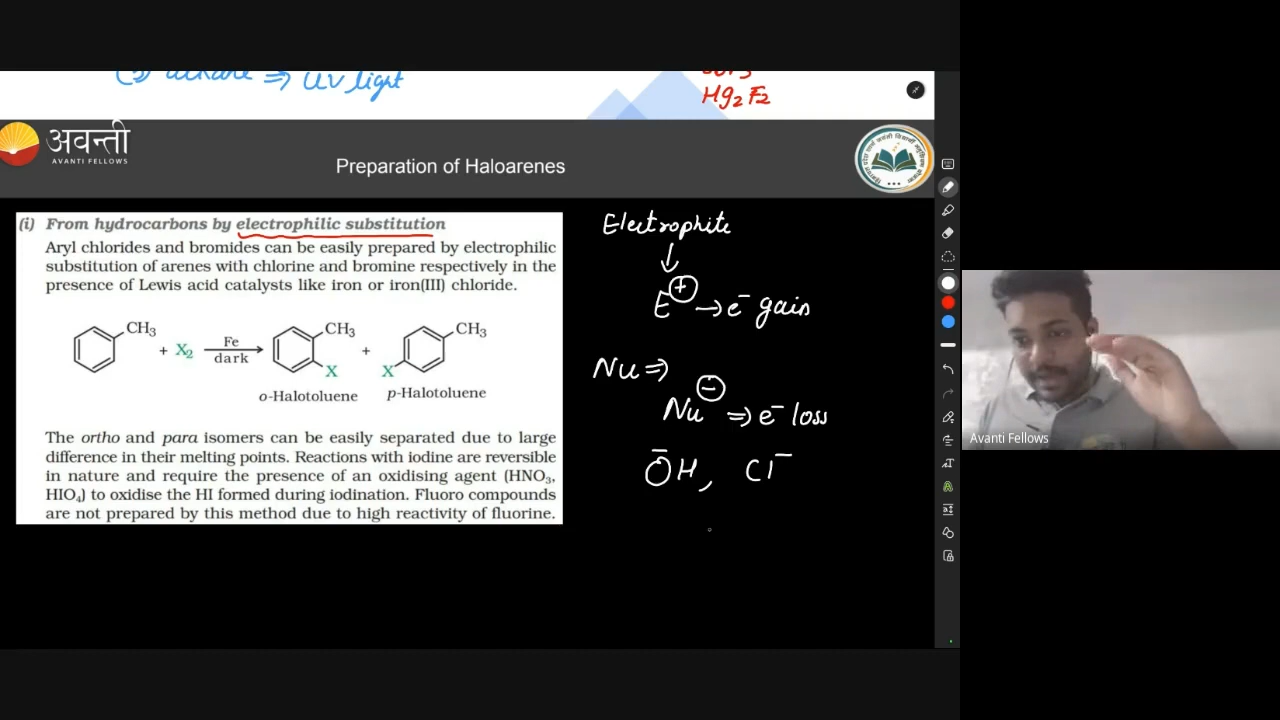 (3) alkane ⇒ UV light
Hg2F2
अवन्ती
AVANTI FELLOWS
Preparation of Haloarenes
(i) From hydrocarbons by electrophilic substitution
Aryl chlorides and bromides can be easily prepared by electrophilic
substitution of arenes with chlorine and bromine respectively in the
presence of Lewis acid catalysts like iron or iron(III) chloride.
CH3 + X2 Fe dark CH3 X + CH3 X
o-Halotoluene p-Halotoluene
The ortho and para isomers can be easily separated due to large
difference in their melting points. Reactions with iodine are reversible
in nature and require the presence of an oxidising agent (HNO3,
HIO4) to oxidise the HI formed during iodination. Fluoro compounds
are not prepared by this method due to high reactivity of fluorine.
Electrophite
↓
E⊕ → e⁻ gain
Nu ⇒
Nu⊖ ⇒ e⁻ loss
ŌH, Cl⁻
Avanti Fellows